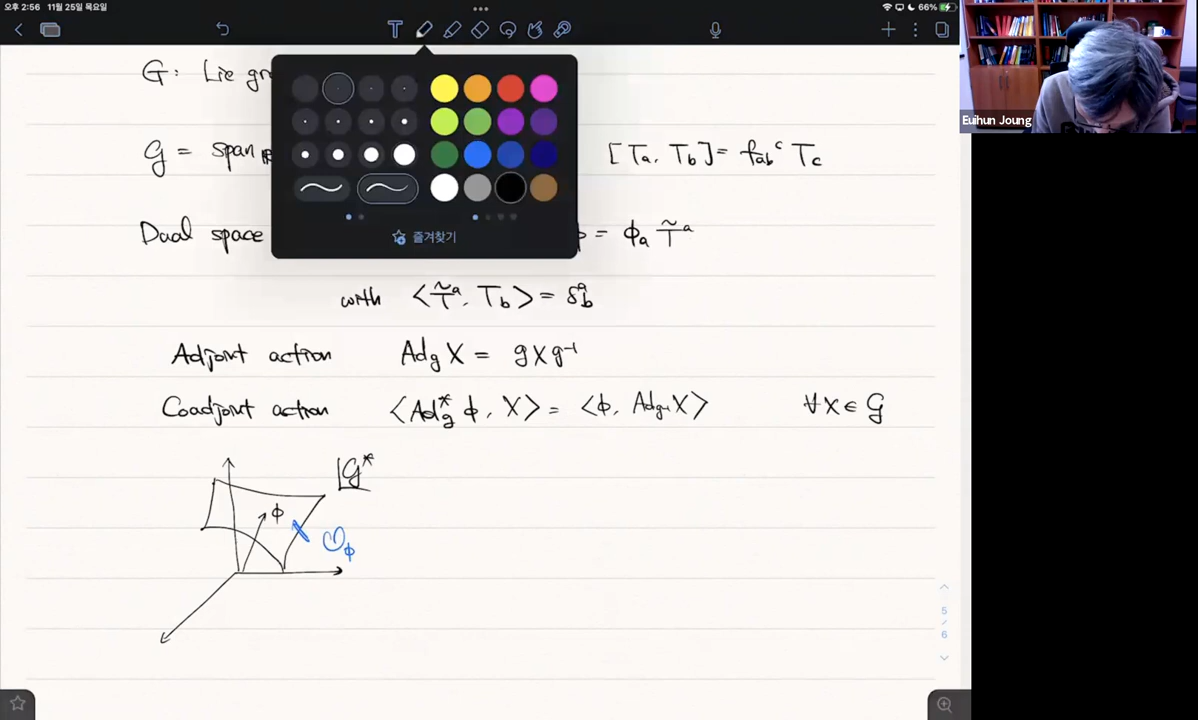 오후 2:56 11월 25일 목요일
66%
Euihun Joung
G: Lie gr
즐겨찾기
𝔤 = span [Ta, Tb] = fab^c Tc
Dual space = ϕa T̃^a
with ⟨T̃^a, Tb⟩ = δ^a_b
Adjoint action Adg X = gXg⁻¹
Coadjoint action ⟨Ad*g ϕ, X⟩ = ⟨ϕ, Adg⁻¹X⟩ ∀X ∈ 𝔤
𝔤*
ϕ
𝒪ϕ
5
/
6